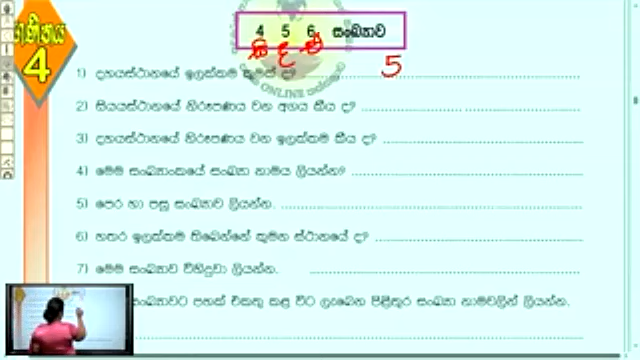 ගණිතය
4
4 5 6 සංඛ්‍යාව
සි ද එ
1) දහයස්ථානයේ ඉලක්කම කුමක් ද? 5
2) සියයස්ථානයේ නිරූපණය වන අගය කීය ද?
3) දහයස්ථානයේ නිරූපණය වන ඉලක්කම කීය ද?
4) මෙම සංඛ්‍යාංකයේ සංඛ්‍යා නාමය ලියන්න?
5) පෙර හා පසු සංඛ්‍යාව ලියන්න.
6) හතර ඉලක්කම තිබෙන්නේ කුමන ස්ථානයේ ද?
7) මෙම සංඛ්‍යාව විහිදුවා ලියන්න.
සංඛ්‍යාවට පහක් එකතු කළ විට ලැබෙන පිළිතුර සංඛ්‍යා නාමවලින් ලියන්න.